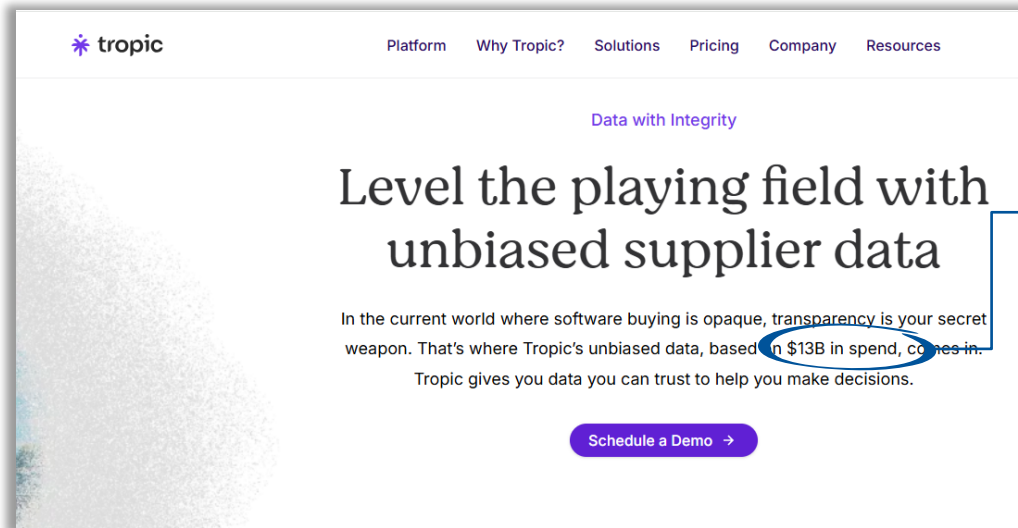 tropic
Platform Why Tropic? Solutions Pricing Company Resources
Data with Integrity
Level the playing field with
unbiased supplier data
In the current world where software buying is opaque, transparency is your secret
weapon. That’s where Tropic’s unbiased data, based on $13B in spend, comes in.
Tropic gives you data you can trust to help you make decisions.
Schedule a Demo →